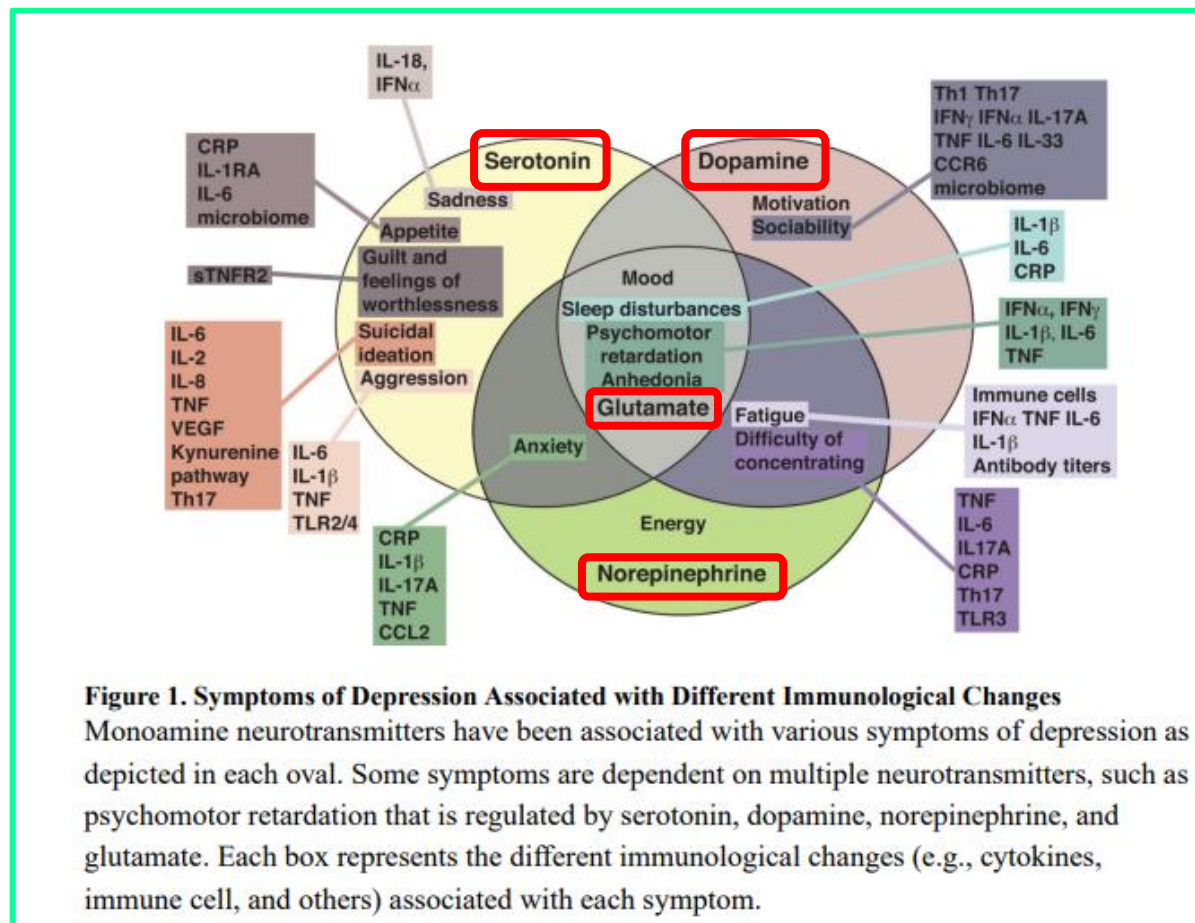 IL-18,
IFNα
Th1 Th17
IFNγ IFNα IL-17A
TNF IL-6 IL-33
CCR6
microbiome
CRP
IL-1RA
IL-6
microbiome
Serotonin
Dopamine
Sadness
Motivation
Sociability
Appetite
IL-1β
IL-6
CRP
sTNFR2
Guilt and
feelings of
worthlessness
Mood
Sleep disturbances
Psychomotor
retardation
Anhedonia
Glutamate
IFNα, IFNγ
IL-1β, IL-6
TNF
IL-6
IL-2
IL-8
TNF
VEGF
Kynurenine
pathway
Th17
Suicidal
ideation
Aggression
Fatigue
Difficulty of
concentrating
Immune cells
IFNα TNF IL-6
IL-1β
Antibody titers
IL-6
IL-1β
TNF
TLR2/4
Anxiety
CRP
IL-1β
IL-17A
TNF
CCL2
Energy
Norepinephrine
TNF
IL-6
IL17A
CRP
Th17
TLR3
Figure 1. Symptoms of Depression Associated with Different Immunological Changes
Monoamine neurotransmitters have been associated with various symptoms of depression as
depicted in each oval. Some symptoms are dependent on multiple neurotransmitters, such as
psychomotor retardation that is regulated by serotonin, dopamine, norepinephrine, and
glutamate. Each box represents the different immunological changes (e.g., cytokines,
immune cell, and others) associated with each symptom.